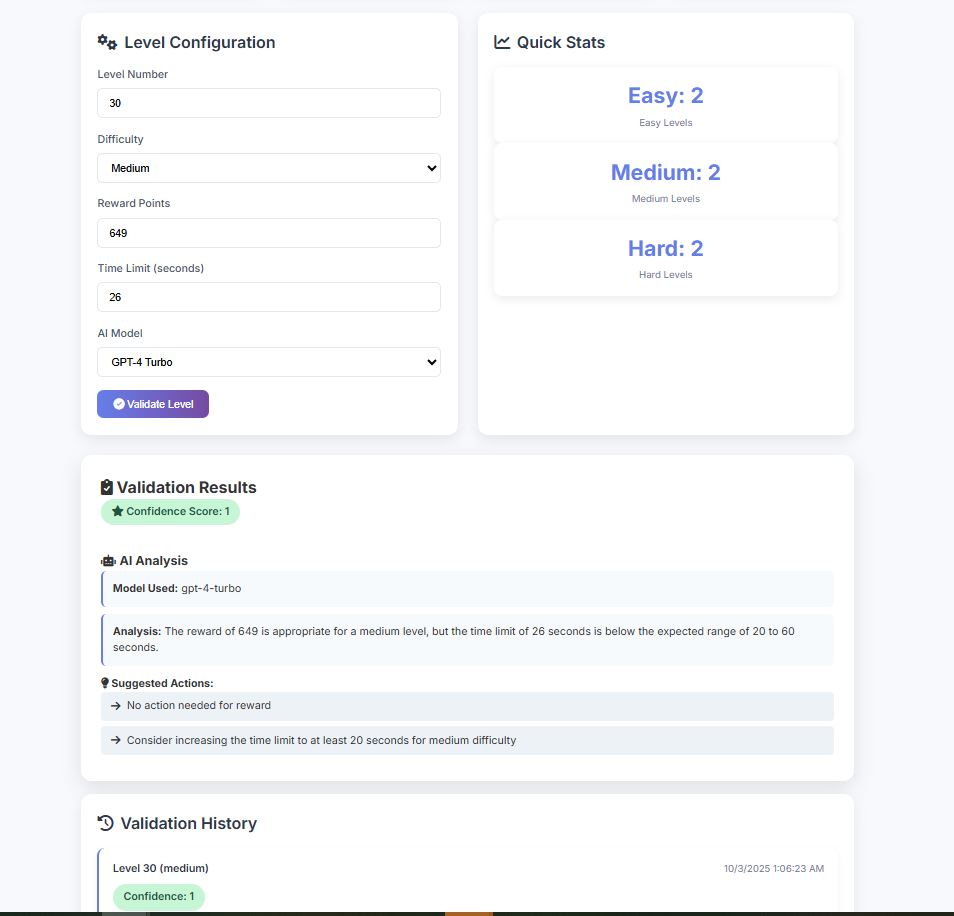 Level Configuration
Level Number
30
Difficulty
Medium
Reward Points
649
Time Limit (seconds)
26
AI Model
GPT-4 Turbo
Validate Level
Quick Stats
Easy: 2
Easy Levels
Medium: 2
Medium Levels
Hard: 2
Hard Levels
Validation Results
Confidence Score: 1
AI Analysis
Model Used: gpt-4-turbo
Analysis: The reward of 649 is appropriate for a medium level, but the time limit of 26 seconds is below the expected range of 20 to 60
seconds.
Suggested Actions:
No action needed for reward
Consider increasing the time limit to at least 20 seconds for medium difficulty
Validation History
Level 30 (medium)
10/3/2025 1:06:23 AM
Confidence: 1